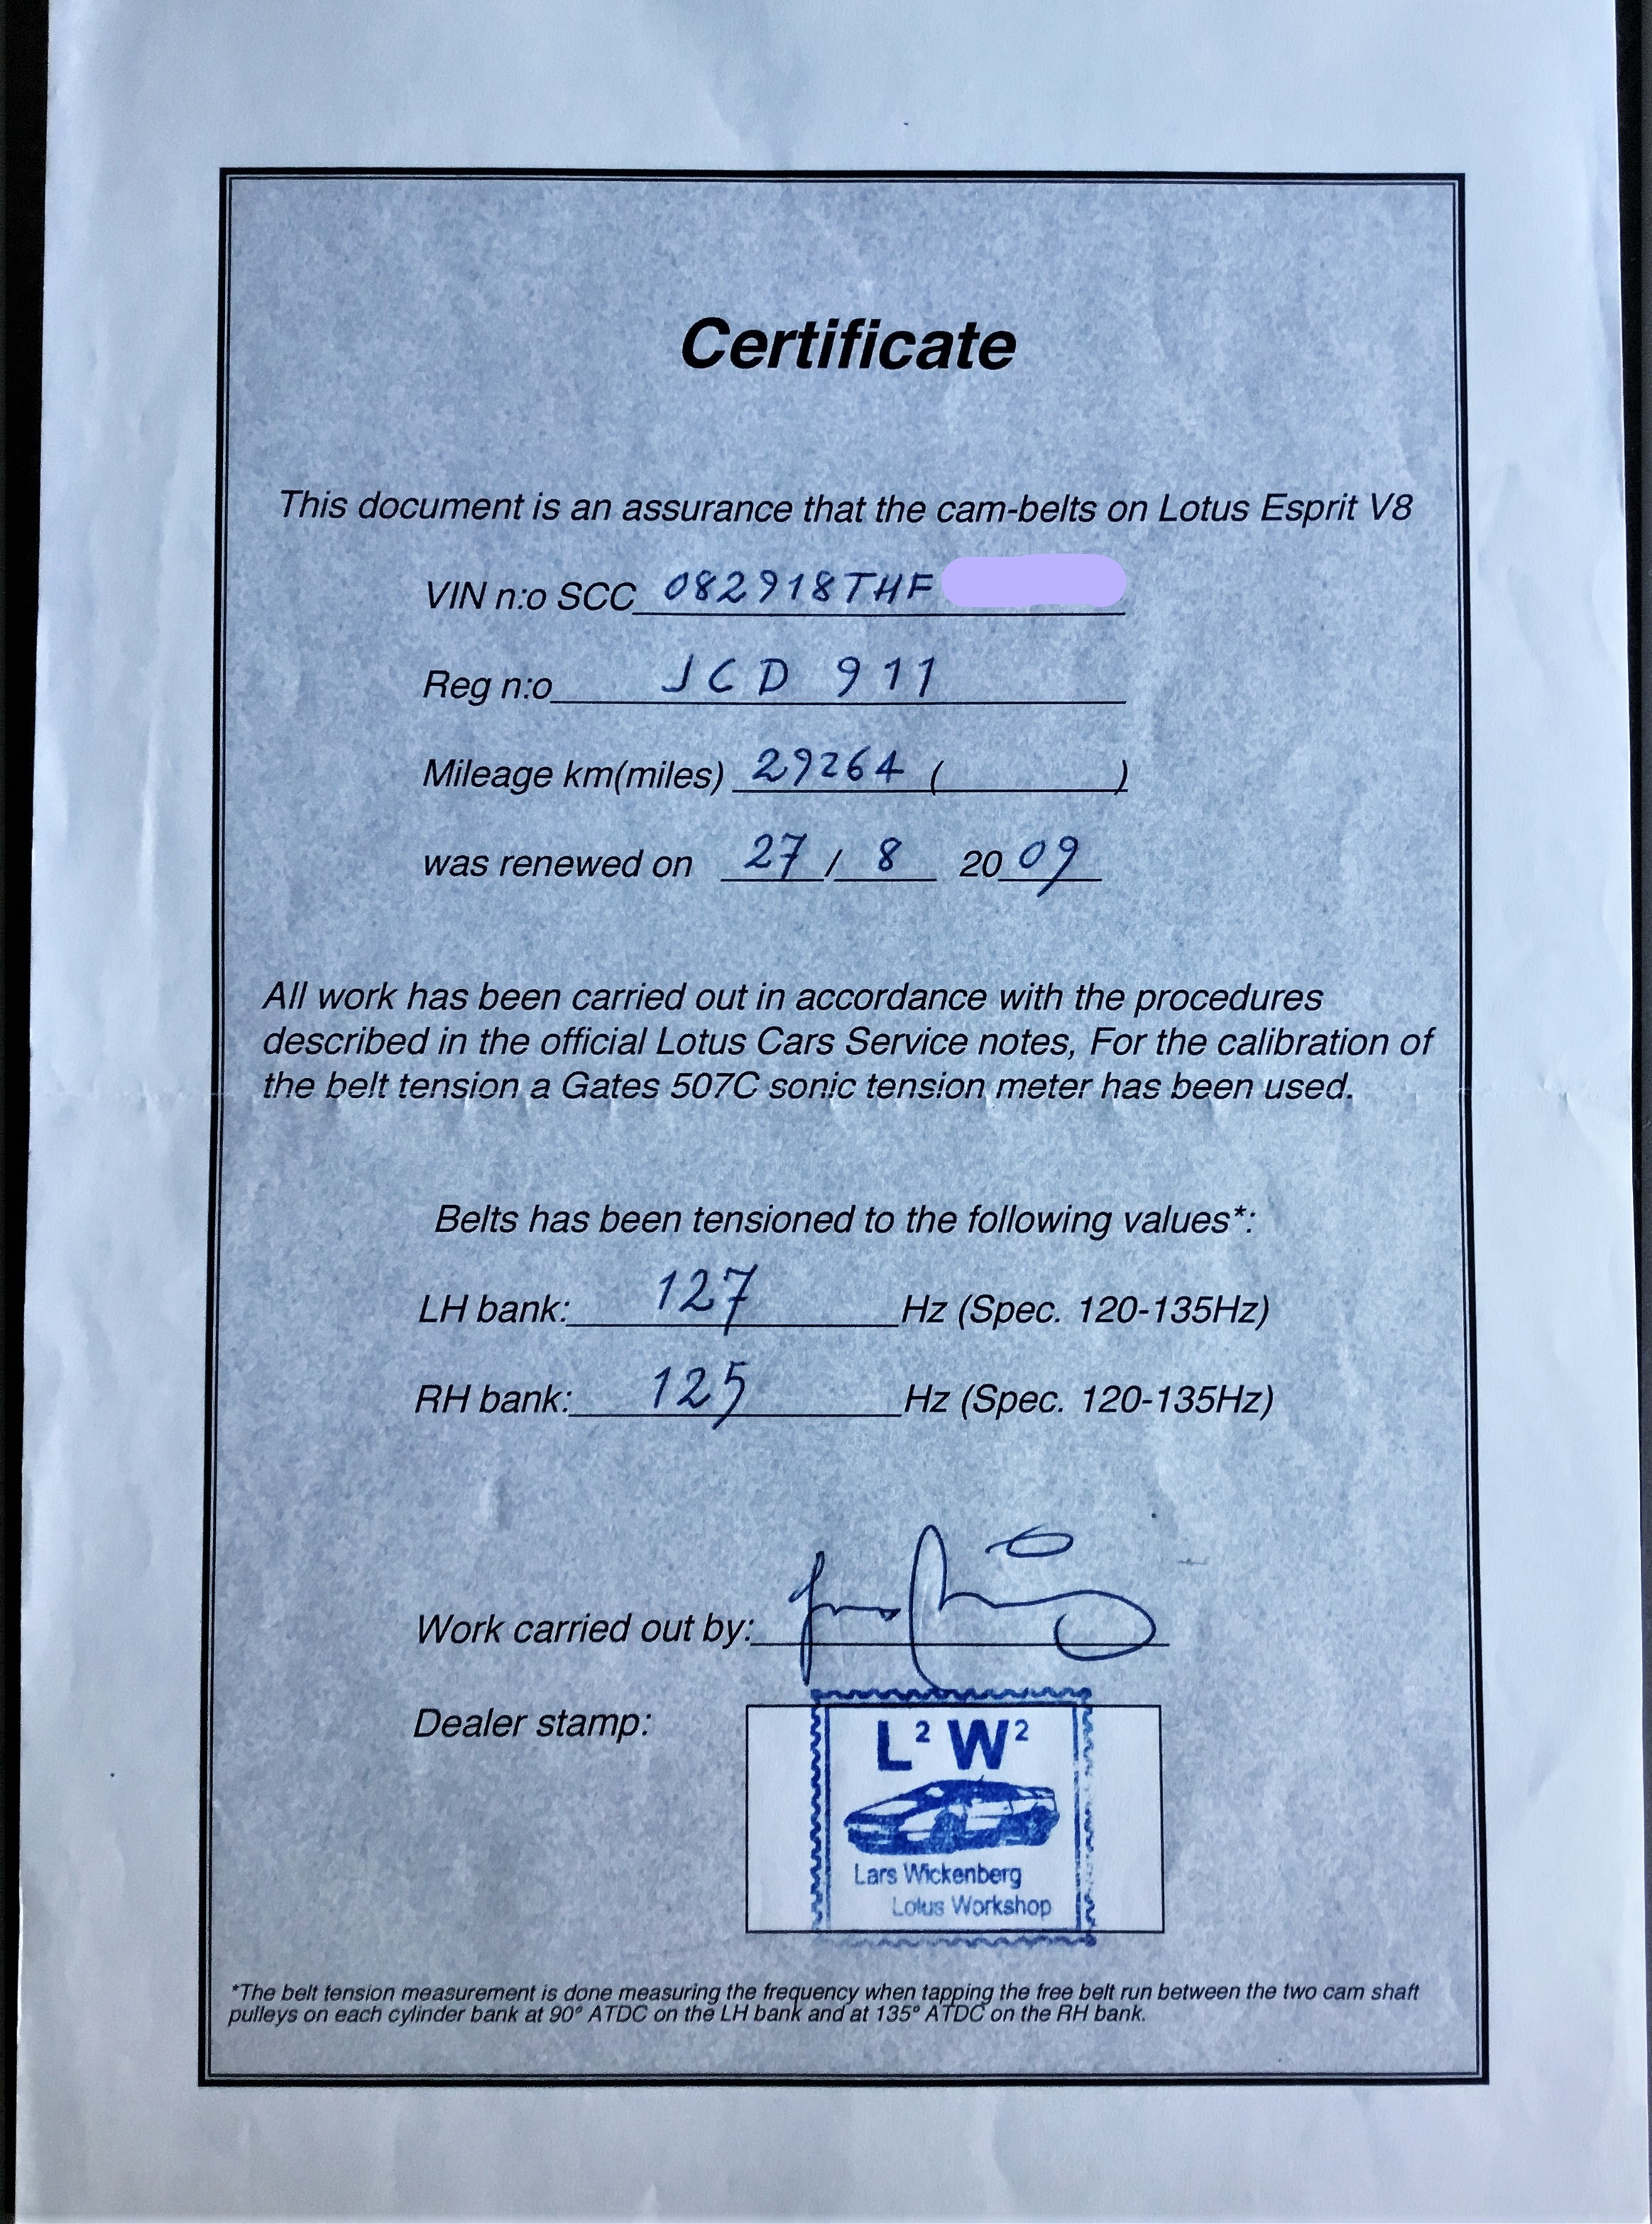 Certificate
This document is an assurance that the cam-belts on Lotus Esprit V8
VIN n:o SCC 082918THF
Reg n:o JCD 911
Mileage km(miles) 29264 ( )
was renewed on 27 / 8 2009
All work has been carried out in accordance with the procedures
described in the official Lotus Cars Service notes, For the calibration of
the belt tension a Gates 507C sonic tension meter has been used.
Belts has been tensioned to the following values*:
LH bank: 127 Hz (Spec. 120-135Hz)
RH bank: 125 Hz (Spec. 120-135Hz)
Work carried out by:
Dealer stamp:
L² W²
Lars Wickenberg
Lotus Workshop
*The belt tension measurement is done measuring the frequency when tapping the free belt run between the two cam shaft
pulleys on each cylinder bank at 90° ATDC on the LH bank and at 135° ATDC on the RH bank.